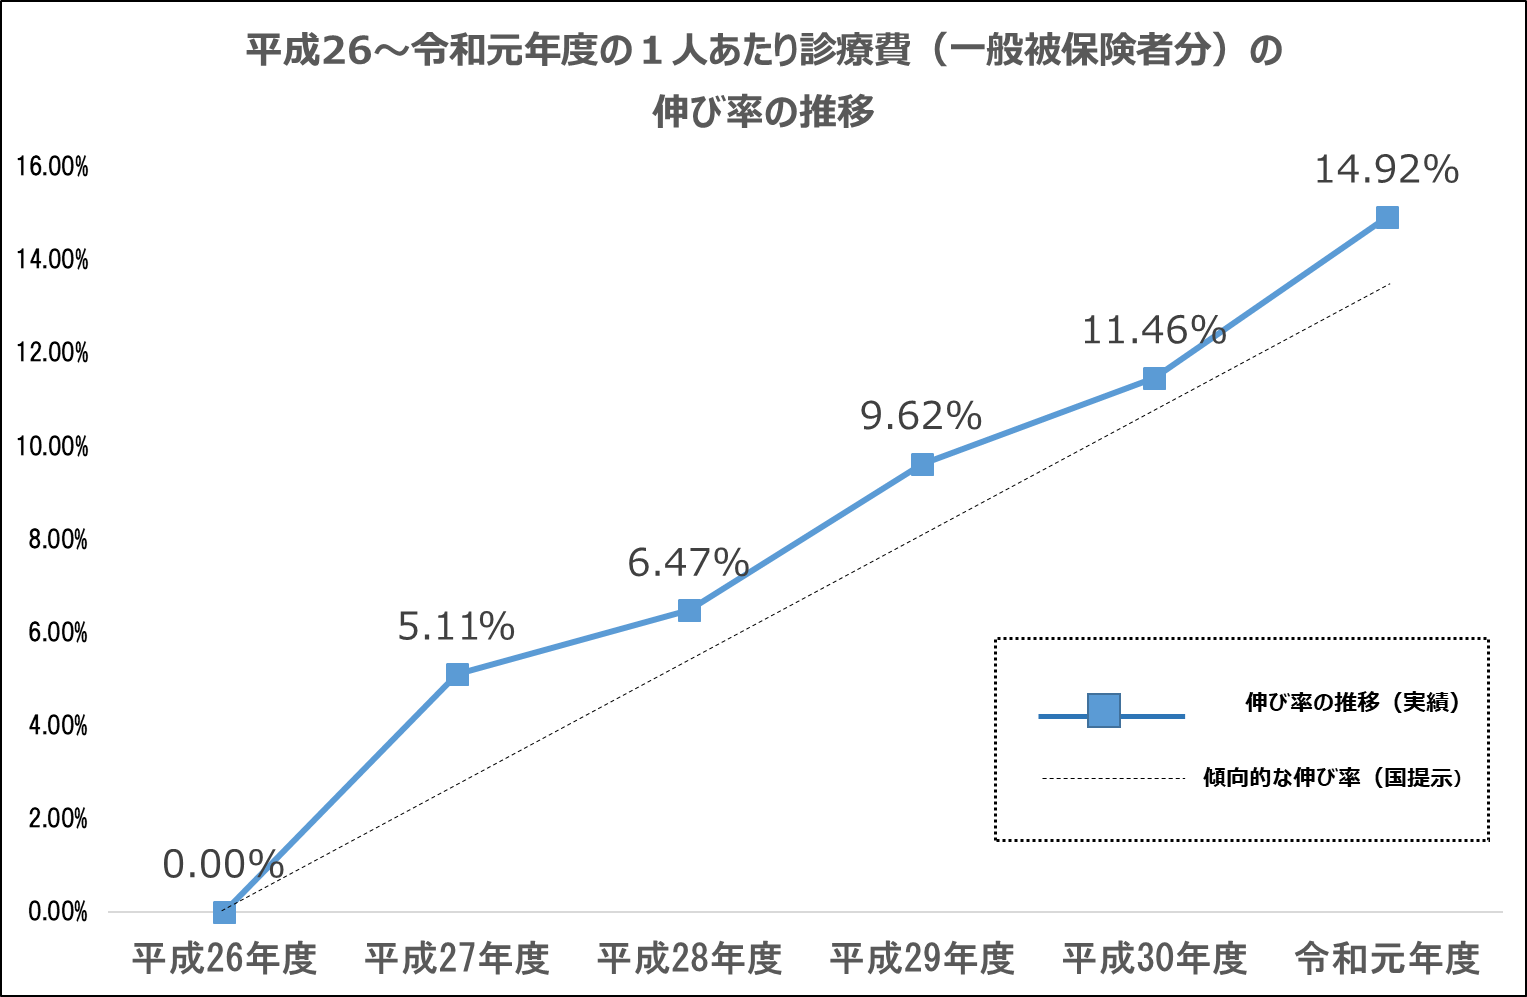 平成26～令和元年度の１人あたり診療費（一般被保険者分）の
伸び率の推移
16.00%
14.00%
12.00%
10.00%
8.00%
6.00%
4.00%
2.00%
0.00%
0.00%
5.11%
6.47%
9.62%
11.46%
14.92%
伸び率の推移（実績）
傾向的な伸び率（国提示）
平成26年度
平成27年度
平成28年度
平成29年度
平成30年度
令和元年度